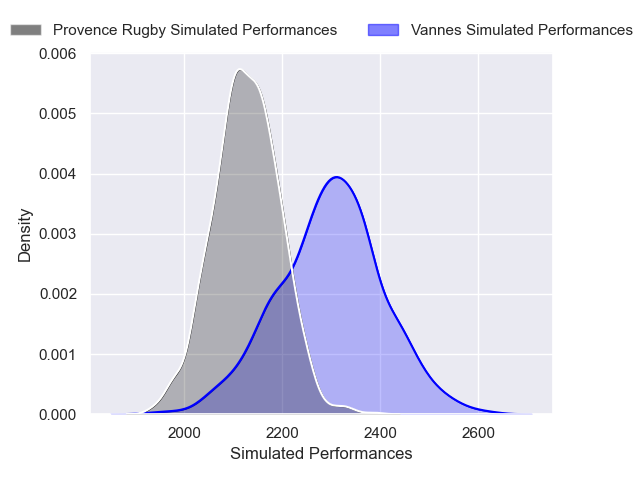 Provence Rugby Simulated Performances Vannes Simulated Performances
0.006
0.005
0.004
0.003
0.002
0.001
0.000
Density
2000 2200 2400 2600
Simulated Performances